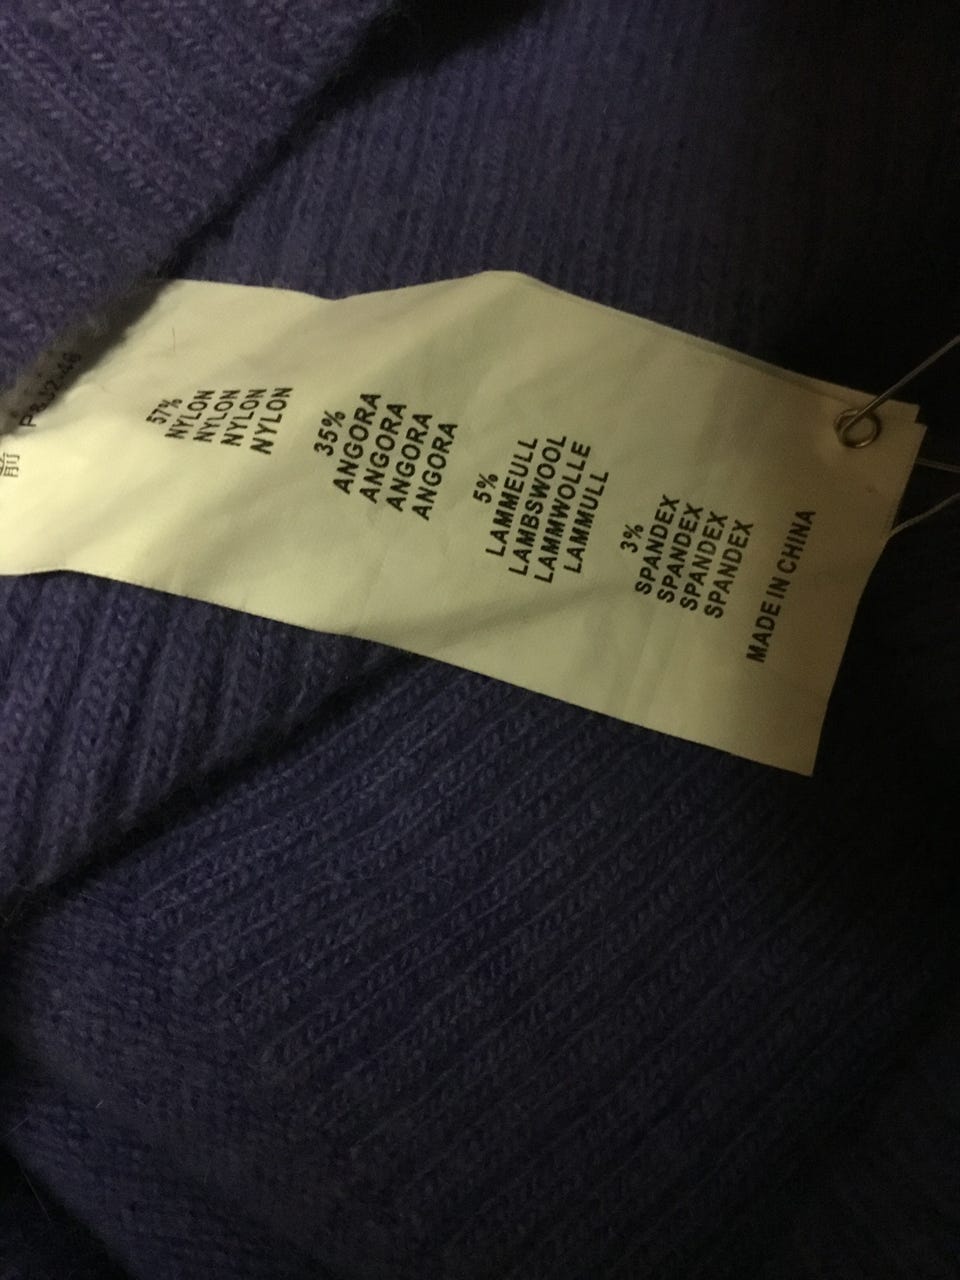 57%
NYLON
NYLON
NYLON
NYLON
35%
ANGORA
ANGORA
ANGORA
ANGORA
5%
LAMMEULL
LAMBSWOOL
LAMMWOLLE
LAMMULL
3%
SPANDEX
SPANDEX
SPANDEX
SPANDEX
MADE IN CHINA